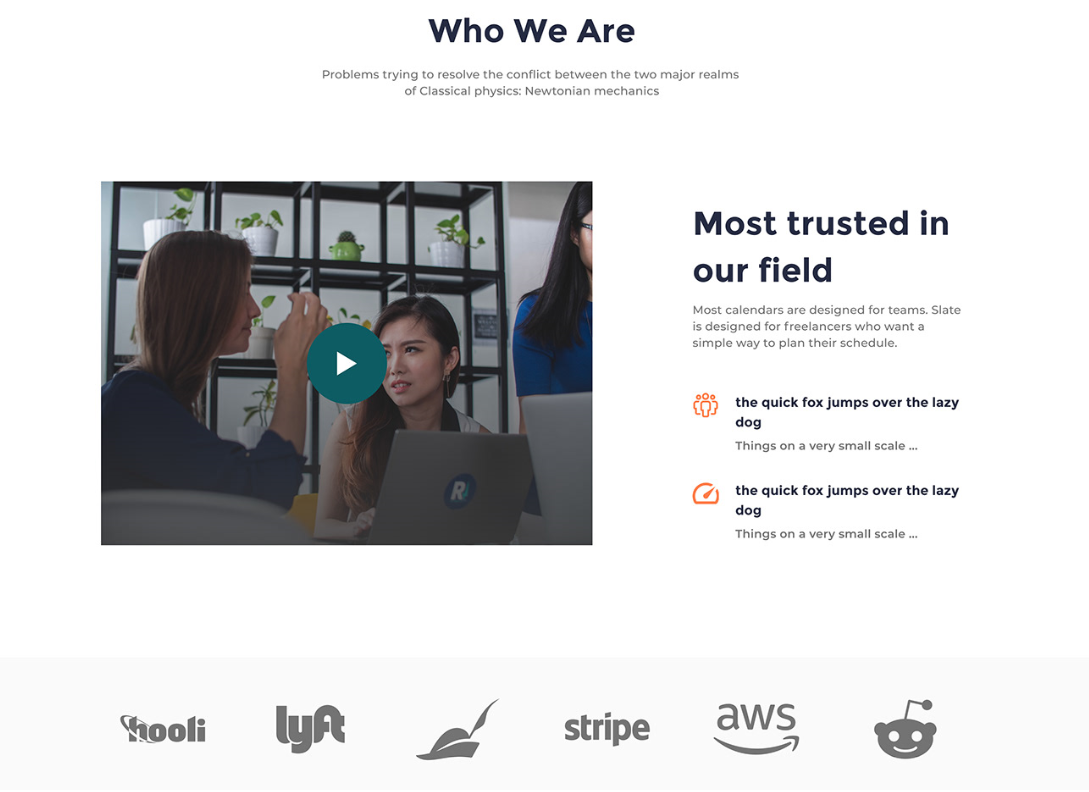 Who We Are
Problems trying to resolve the conflict between the two major realms
of Classical physics: Newtonian mechanics
Most trusted in
our field
Most calendars are designed for teams. Slate
is designed for freelancers who want a
simple way to plan their schedule.
the quick fox jumps over the lazy
dog
Things on a very small scale ...
the quick fox jumps over the lazy
dog
Things on a very small scale ...
R
hooli
lyft
stripe
aws